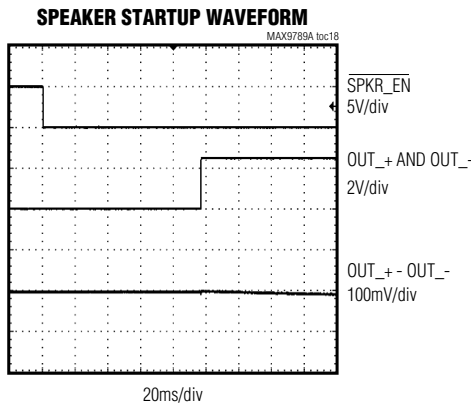 SPEAKER STARTUP WAVEFORM
MAX9789A toc18
SPKR_EN
5V/div
OUT_+ AND OUT_-
2V/div
OUT_+ - OUT_-
100mV/div
20ms/div